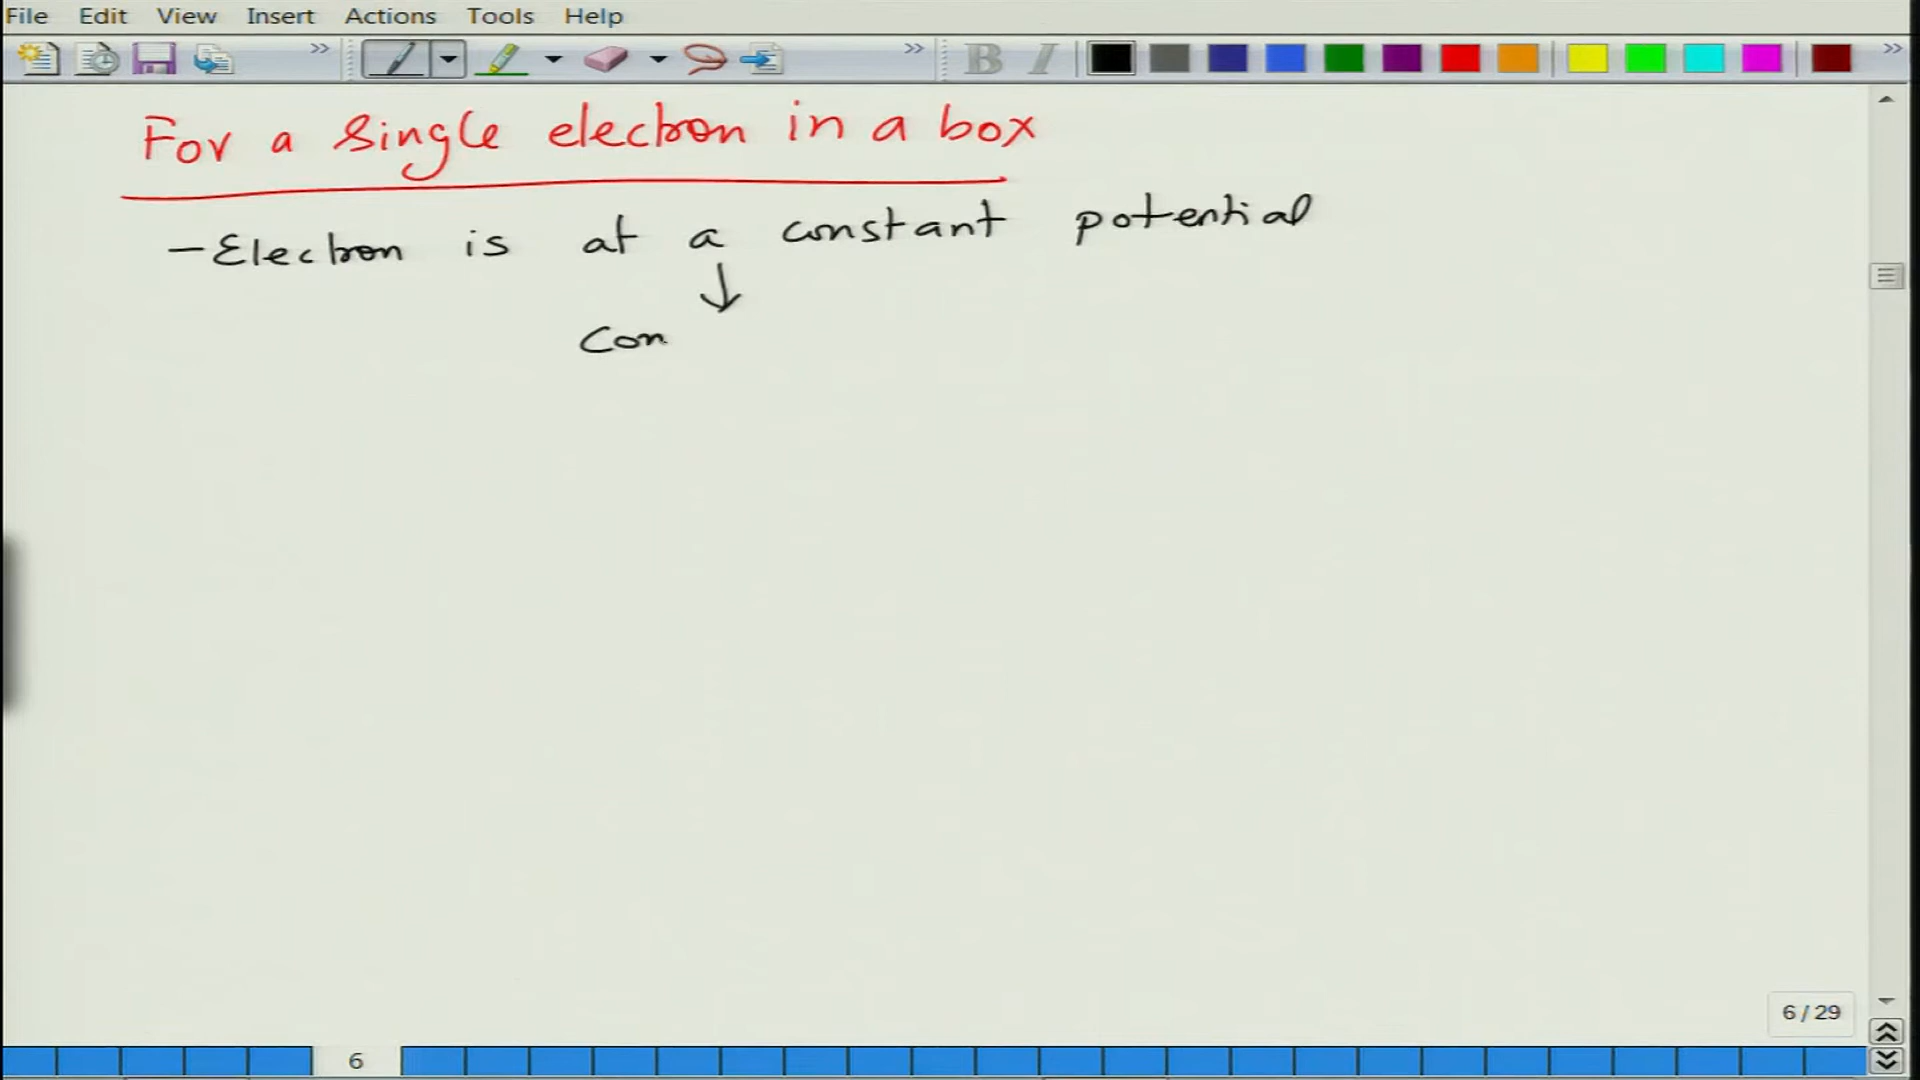 File Edit View Insert Actions Tools Help
B I
For a single electron in a box
- Electron is at a constant potential
↓
Con
6 / 29
6